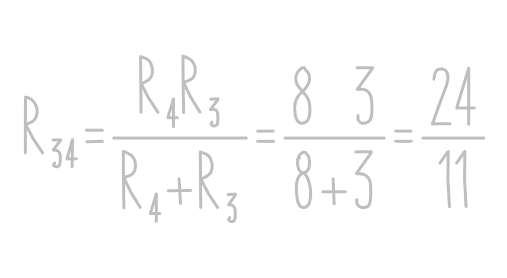 R₃₄ = R₄R₃ / R₄+R₃ = 8 3 / 8+3 = 24 / 11